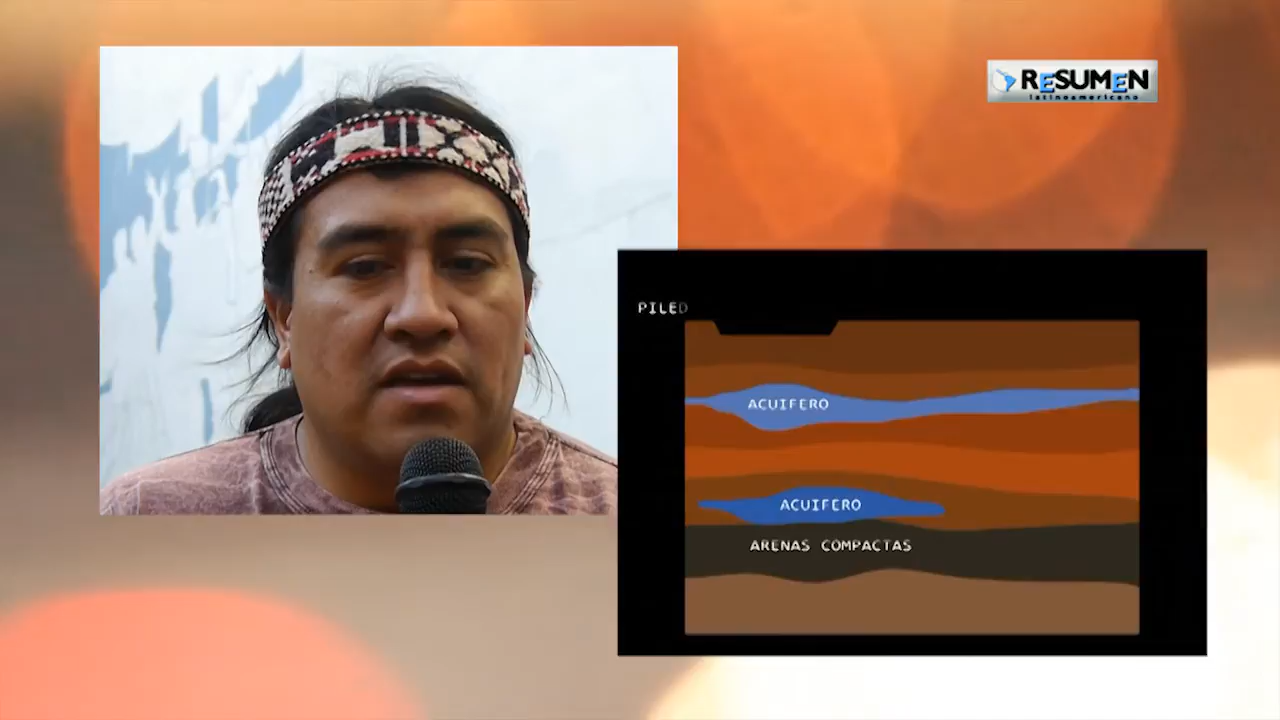 RESUMEN
latinoamericano
PILED
ACUIFERO
ACUIFERO
ARENAS COMPACTAS